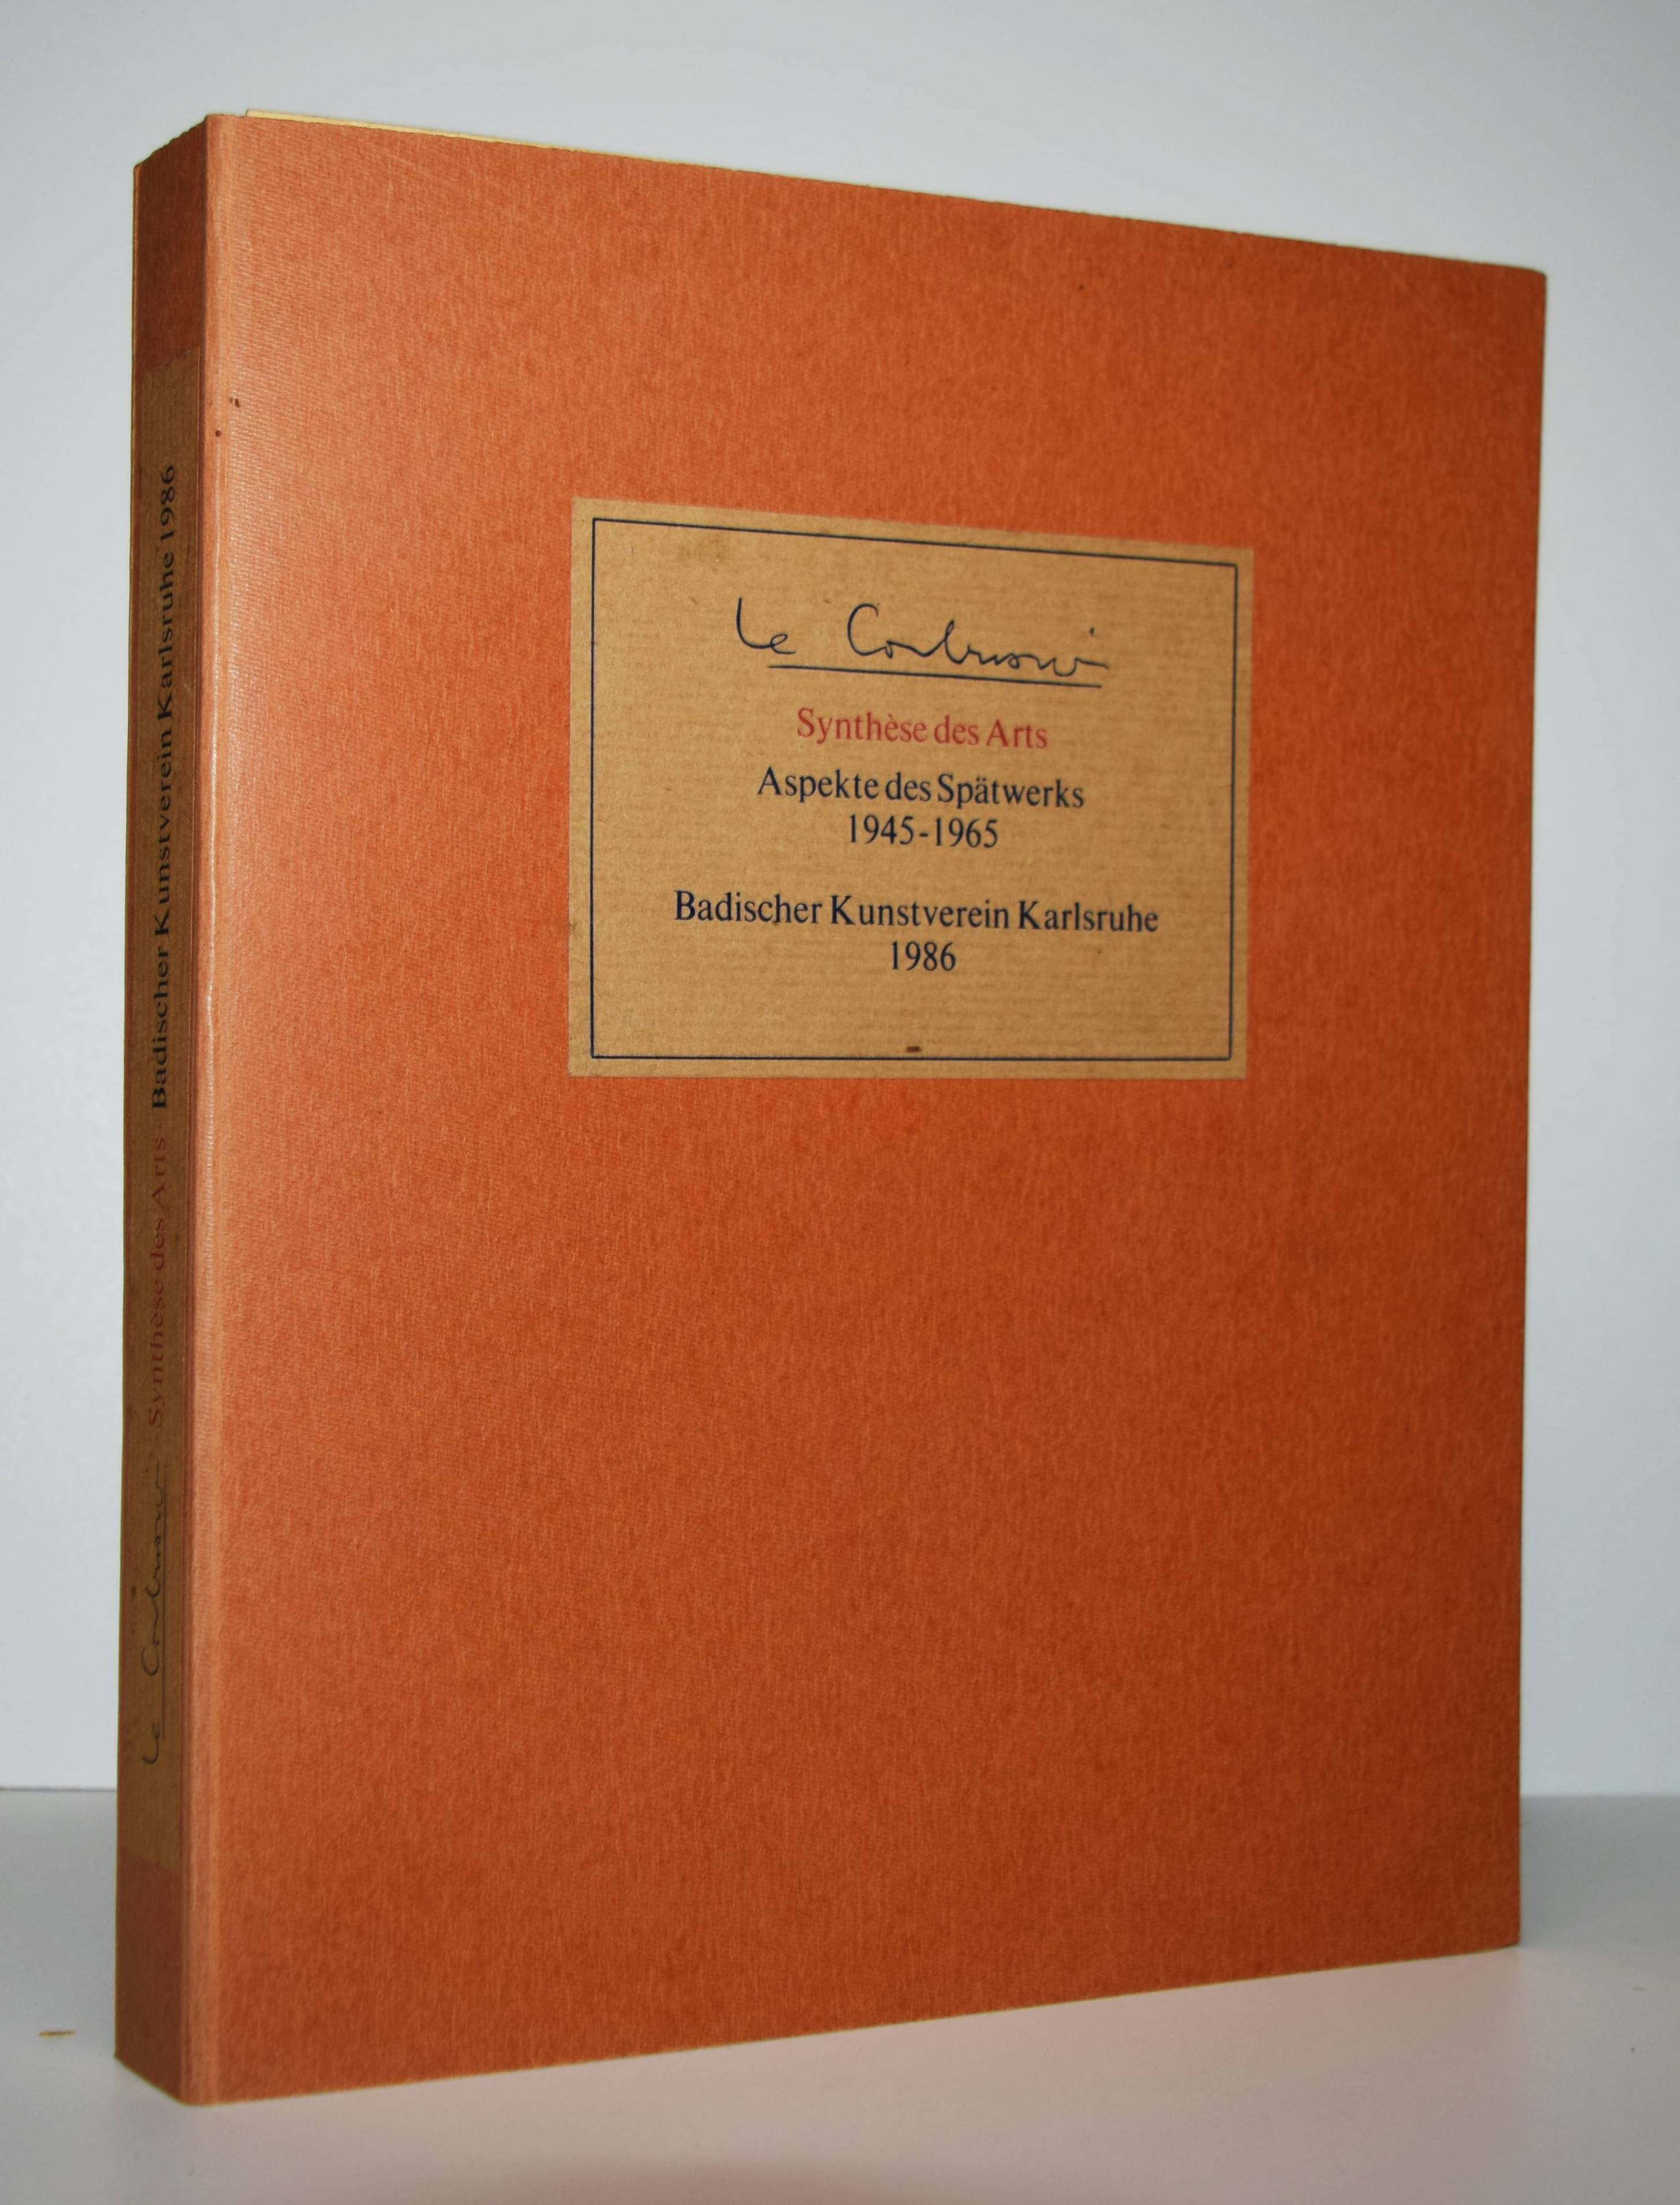 Le Corbusier
Synthèse des Arts
Aspekte des Spätwerks
1945-1965
Badischer Kunstverein Karlsruhe
1986
Le Corbusier · Synthèse des Arts · Badischer Kunstverein Karlsruhe 1986